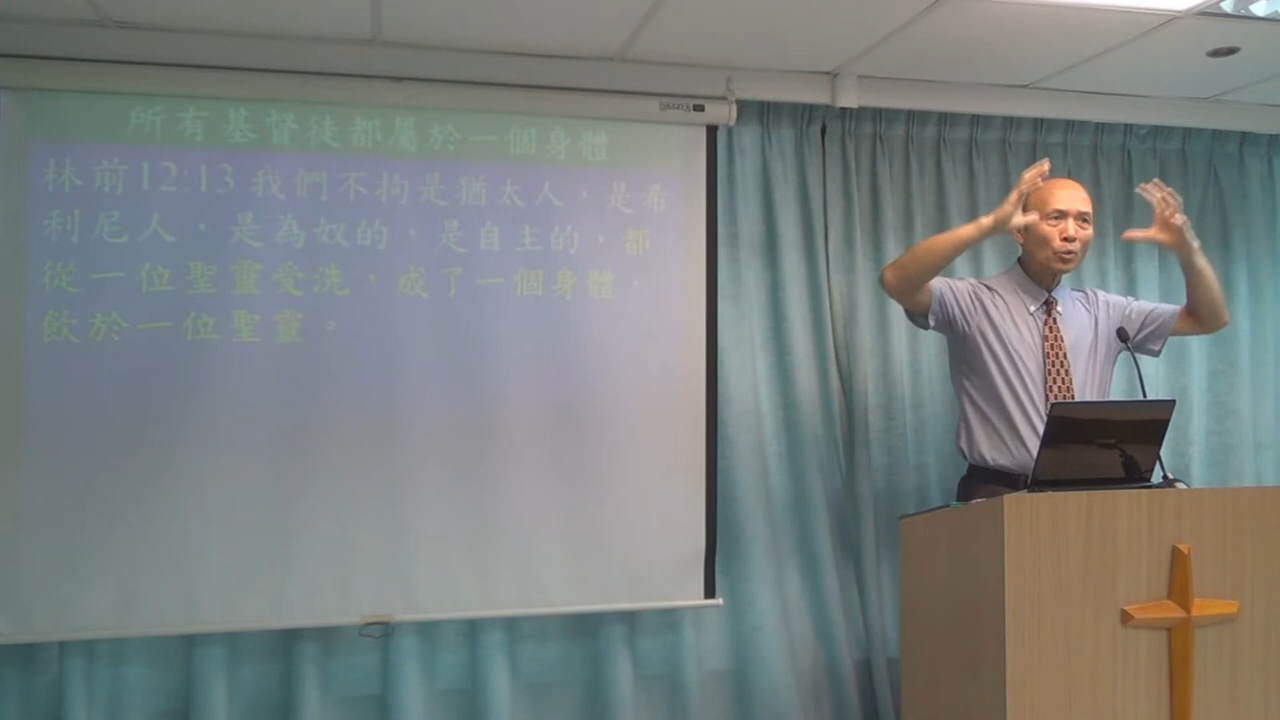 所有基督徒都屬於一個身體
林前12:13 我們不拘是猶太人，是希
利尼人，是為奴的，是自主的，都
從一位聖靈受洗，成了一個身體，
飲於一位聖靈。